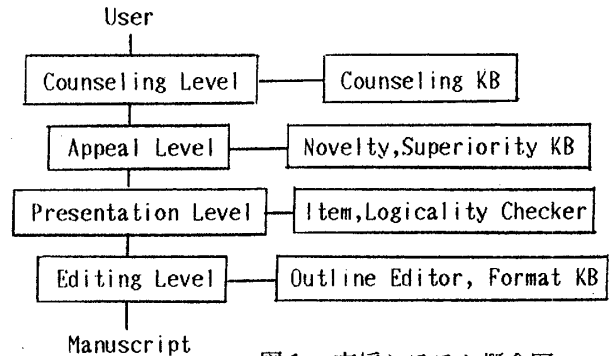 User
Counseling Level
Counseling KB
Appeal Level
Novelty,Superiority KB
Presentation Level
Item,Logicality Checker
Editing Level
Outline Editor, Format KB
Manuscript